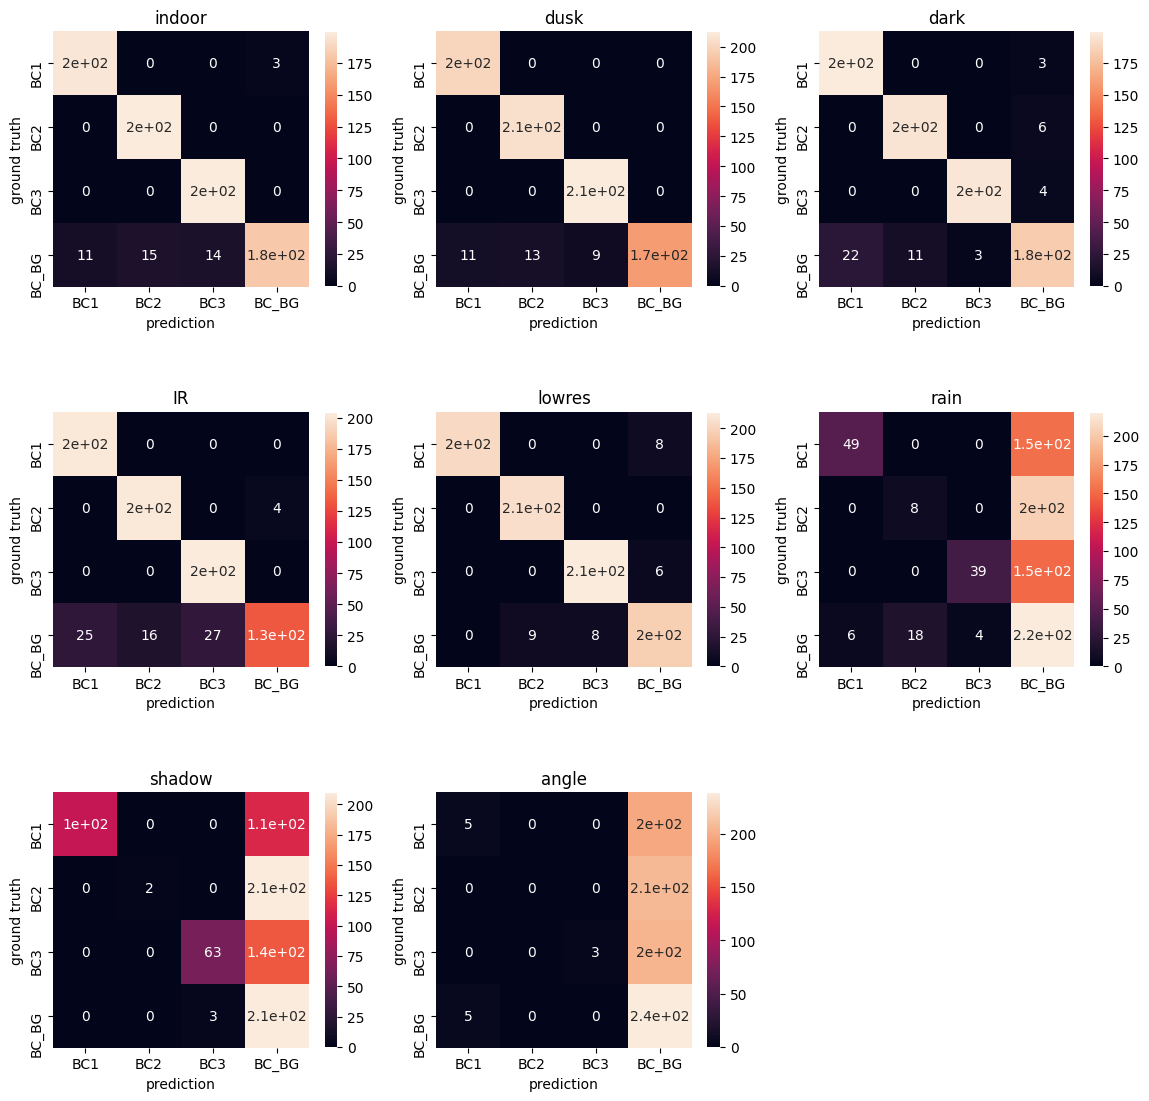 indoor
BC1
BC2
BC3
BC_BG
ground truth
2e+02 0 0 3
0 2e+02 0 0
0 0 2e+02 0
11 15 14 1.8e+02
BC1 BC2 BC3 BC_BG
prediction
175
150
125
100
75
50
25
0
dusk
BC1
BC2
BC3
BC_BG
ground truth
2e+02 0 0 0
0 2.1e+02 0 0
0 0 2.1e+02 0
11 13 9 1.7e+02
BC1 BC2 BC3 BC_BG
prediction
200
175
150
125
100
75
50
25
0
dark
BC1
BC2
BC3
BC_BG
ground truth
2e+02 0 0 3
0 2e+02 0 6
0 0 2e+02 4
22 11 3 1.8e+02
BC1 BC2 BC3 BC_BG
prediction
175
150
125
100
75
50
25
0
IR
BC1
BC2
BC3
BC_BG
ground truth
2e+02 0 0 0
0 2e+02 0 4
0 0 2e+02 0
25 16 27 1.3e+02
BC1 BC2 BC3 BC_BG
prediction
200
175
150
125
100
75
50
25
0
lowres
BC1
BC2
BC3
BC_BG
ground truth
2e+02 0 0 8
0 2.1e+02 0 0
0 0 2.1e+02 6
0 9 8 2e+02
BC1 BC2 BC3 BC_BG
prediction
200
175
150
125
100
75
50
25
0
rain
BC1
BC2
BC3
BC_BG
ground truth
49 0 0 1.5e+02
0 8 0 2e+02
0 0 39 1.5e+02
6 18 4 2.2e+02
BC1 BC2 BC3 BC_BG
prediction
200
175
150
125
100
75
50
25
0
shadow
BC1
BC2
BC3
BC_BG
ground truth
1e+02 0 0 1.1e+02
0 2 0 2.1e+02
0 0 63 1.4e+02
0 0 3 2.1e+02
BC1 BC2 BC3 BC_BG
prediction
200
175
150
125
100
75
50
25
0
angle
BC1
BC2
BC3
BC_BG
ground truth
5 0 0 2e+02
0 0 0 2.1e+02
0 0 3 2e+02
5 0 0 2.4e+02
BC1 BC2 BC3 BC_BG
prediction
200
150
100
50
0